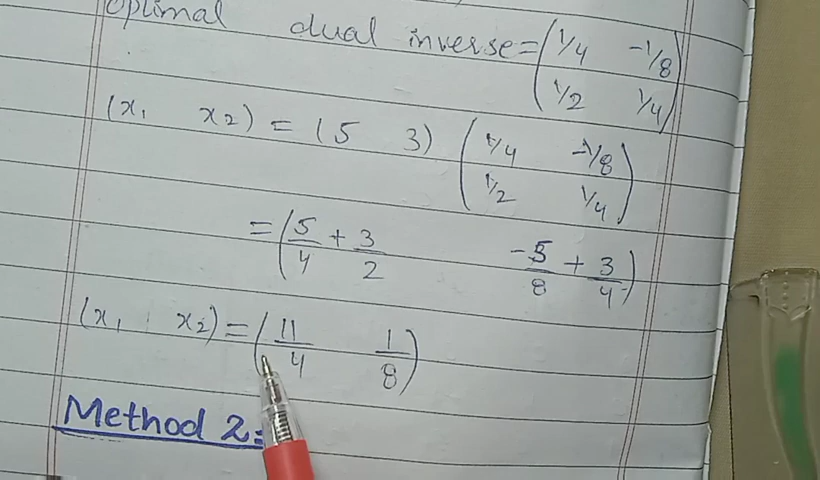 Optimal dual inverse = (1/4 -1/8
1/2 1/4)
(x₁ x₂) = (5 3) (1/4 -1/8
1/2 1/4)
= (5/4 + 3/2 -5/8 + 3/4)
(x₁ x₂) = (11/4 1/8)
Method 2: